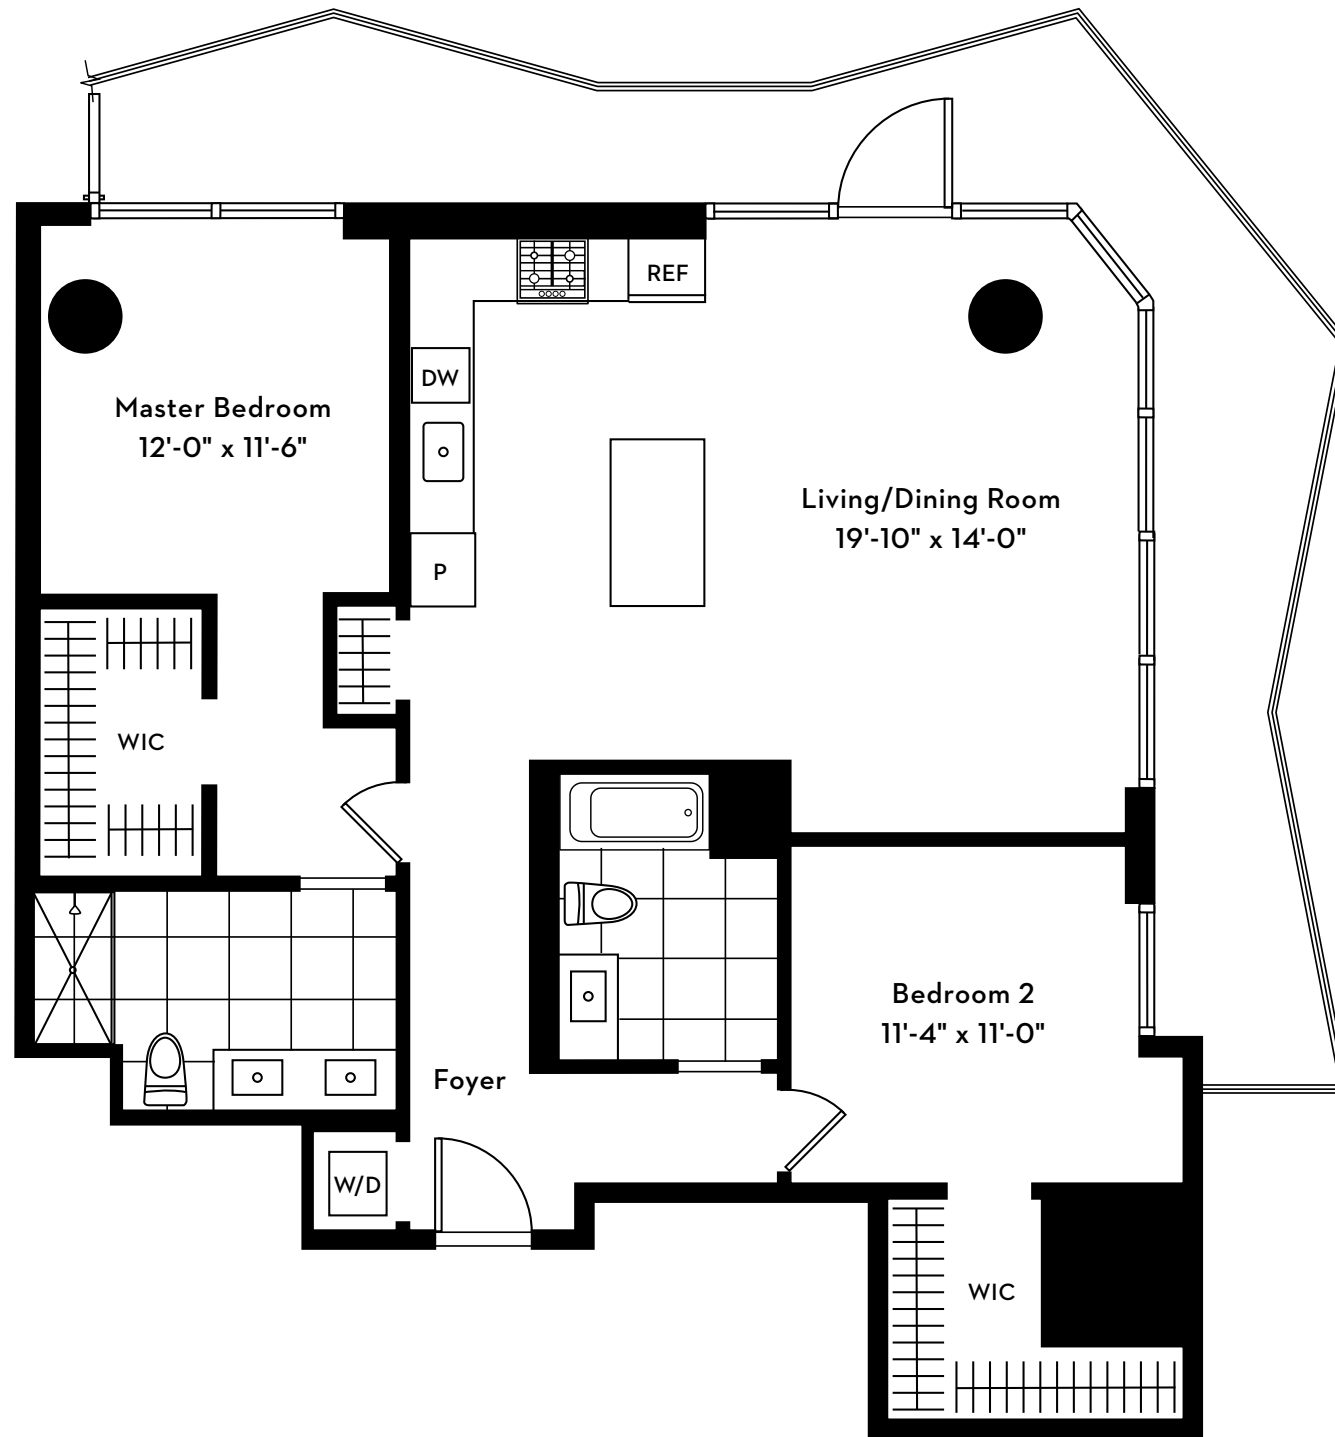 REF
DW
Master Bedroom
12'-0" x 11'-6"
Living/Dining Room
19'-10" x 14'-0"
P
WIC
Bedroom 2
11'-4" x 11'-0"
Foyer
W/D
WIC